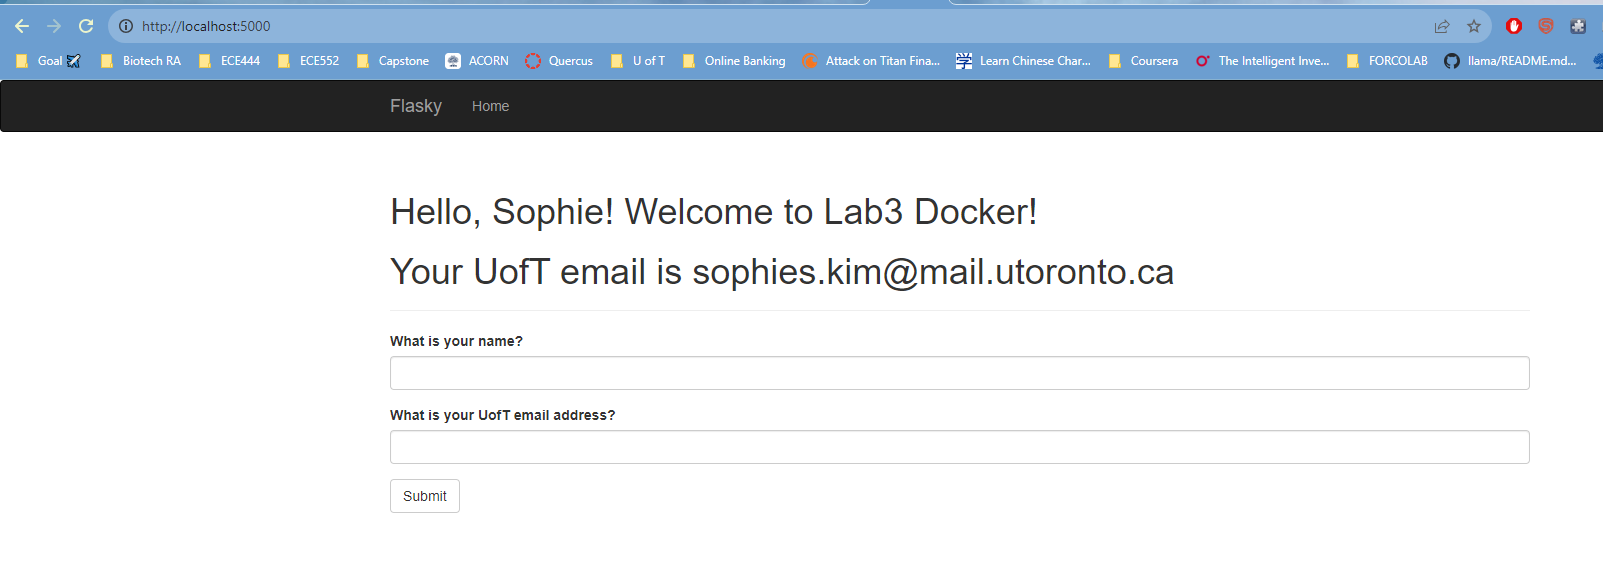 http://localhost:5000
Goal Biotech RA ECE444 ECE552 Capstone ACORN Quercus U of T Online Banking Attack on Titan Fina... 学 Learn Chinese Char... Coursera The Intelligent Inve... FORCOLAB llama/README.md...
Flasky Home
Hello, Sophie! Welcome to Lab3 Docker!
Your UofT email is sophies.kim@mail.utoronto.ca
What is your name?
What is your UofT email address?
Submit